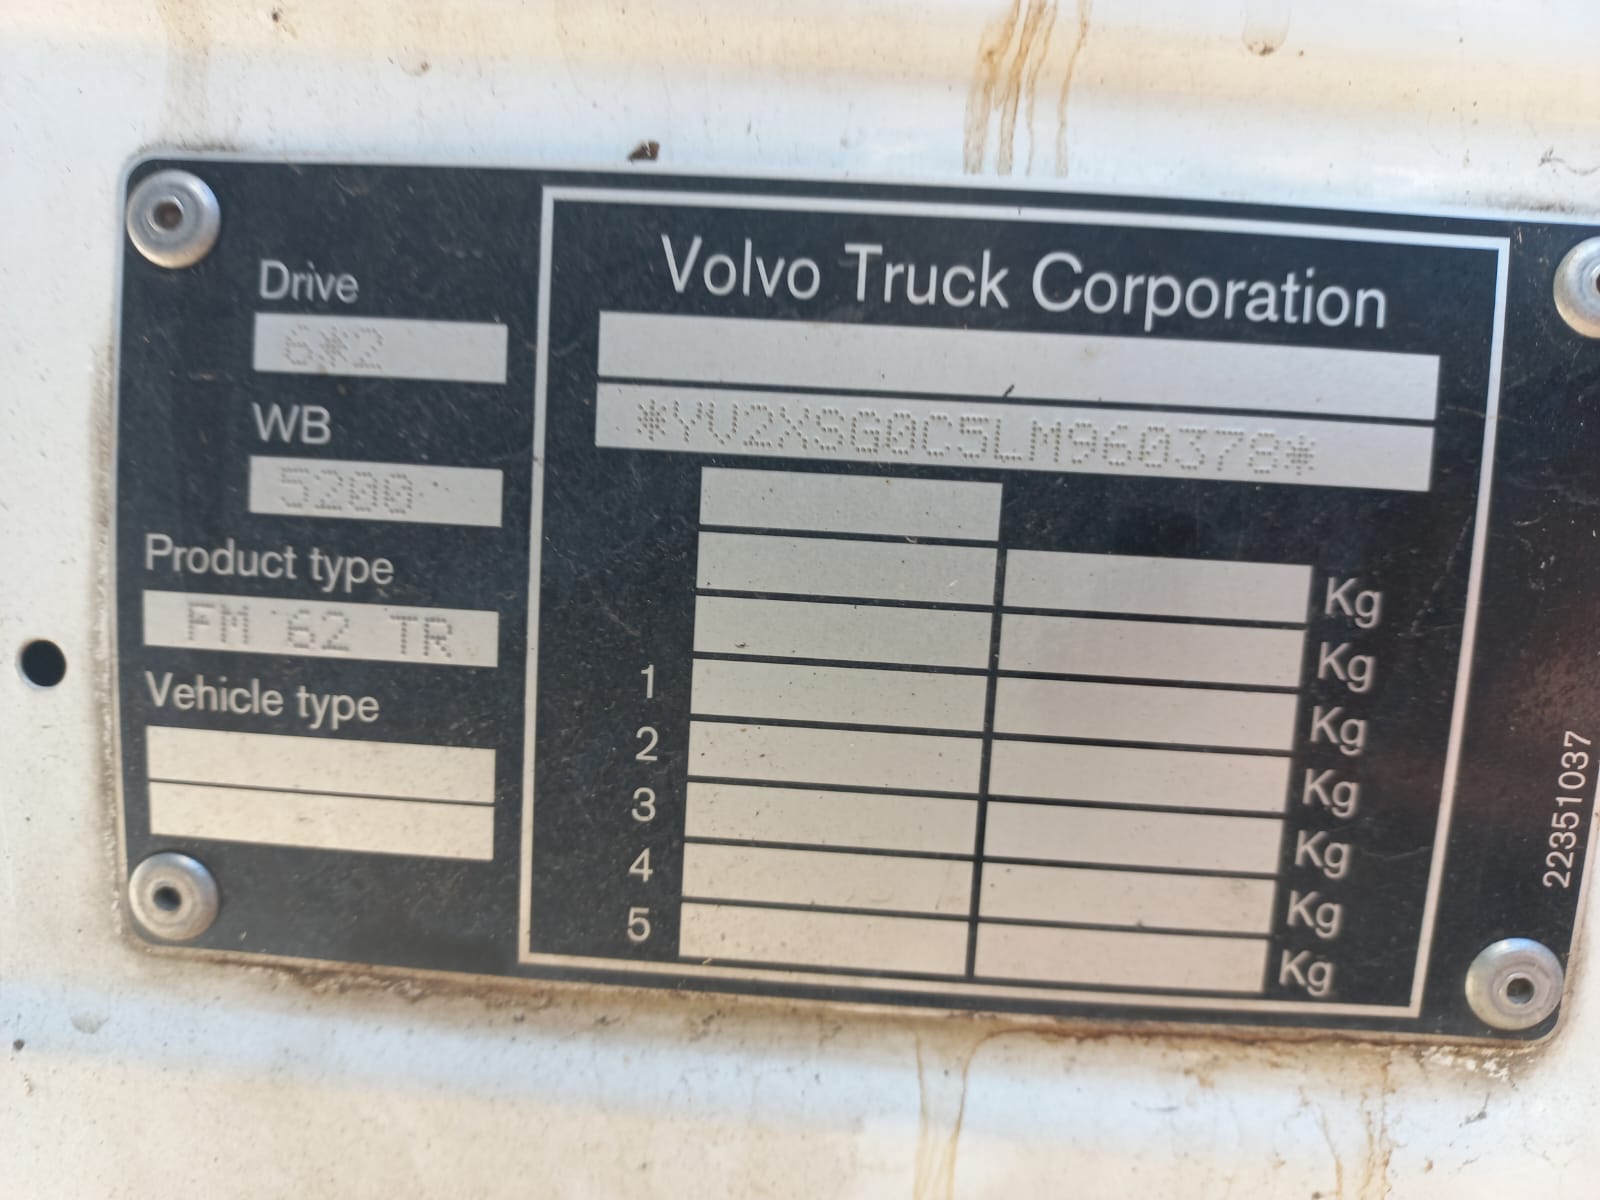 Drive
6*2
WB
5200
Product type
FM 62 TR
Vehicle type
Volvo Truck Corporation
*YV2XSG0C5LM960378*
Kg
Kg
1 Kg
2 Kg
3 Kg
4 Kg
5 Kg
22351037